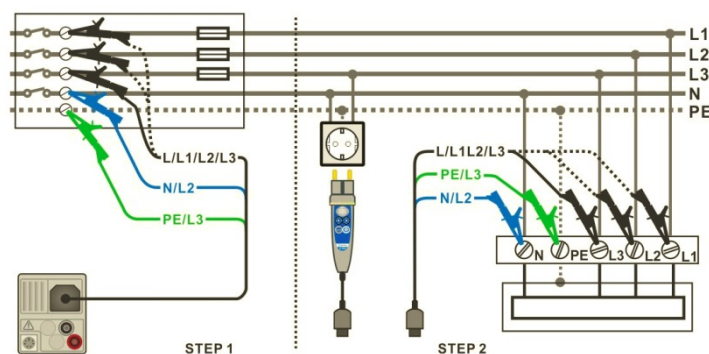 L1
L2
L3
N
PE
L/L1/L2/L3
N/L2
PE/L3
STEP 1
L/L1L2/L3
PE/L3
N/L2
N PE L3 L2 L1
STEP 2